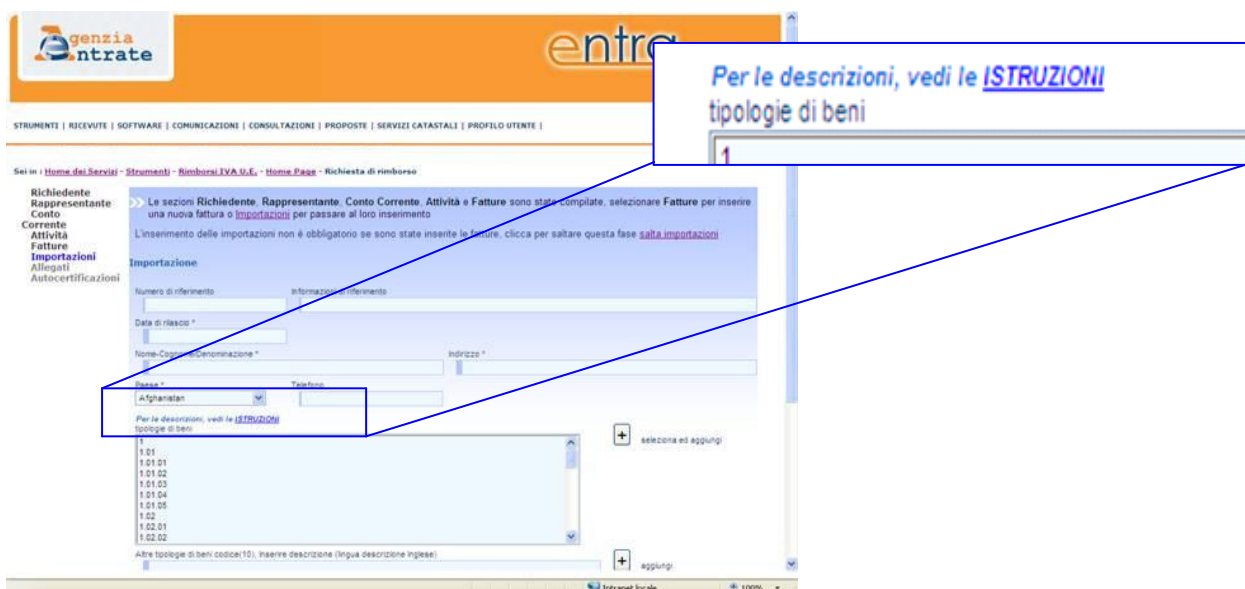 Agenzia
Entrate
entra
STRUMENTI | RICEVUTE | SOFTWARE | COMUNICAZIONI | CONSULTAZIONI | PROPOSTE | SERVIZI CATASTALI | PROFILO UTENTE |
Sei in : Home dei Servizi - Strumenti - Rimborsi IVA U.E. - Home Page - Richiesta di rimborso
Richiedente
Rappresentante
Conto
Corrente
Attività
Fatture
Importazioni
Allegati
Autocertificazioni
Le sezioni Richiedente, Rappresentante, Conto Corrente, Attività e Fatture sono state compilate, selezionare Fatture per inserire
una nuova fattura o Importazioni per passare al loro inserimento
L'inserimento delle importazioni non è obbligatorio se sono state inserite le fatture, clicca per saltare questa fase salta importazioni
Importazione
Numero di riferimento Informazioni di riferimento
Data di rilascio *
Nome-Cognome/Denominazione * Indirizzo *
Paese * Telefono
Afghanistan
Per le descrizioni, vedi le ISTRUZIONI
tipologie di beni
1
1.01
1.01.01
1.01.02
1.01.03
1.01.04
1.01.05
1.02
1.02.01
1.02.02
+ seleziona ed aggiungi
Altre tipologie di beni codice(10), inserire descrizione (lingua descrizione inglese)
+ aggiungi
Intranet locale 100%
Per le descrizioni, vedi le ISTRUZIONI
tipologie di beni
1